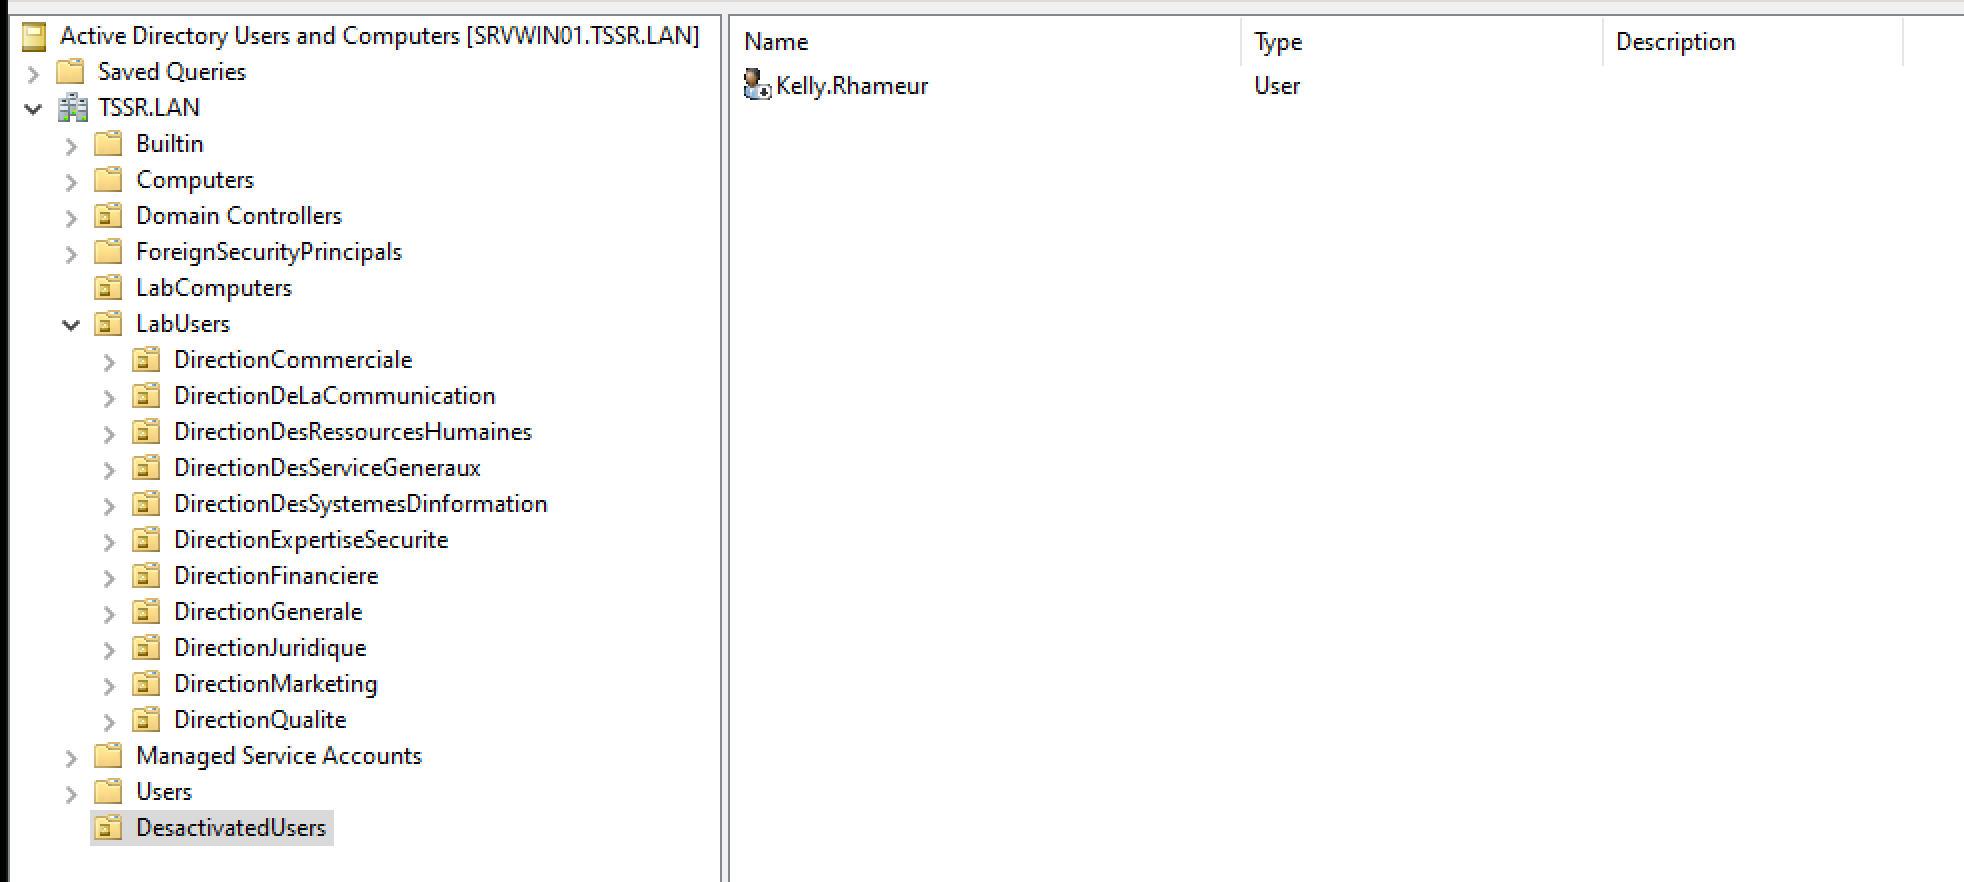 Active Directory Users and Computers [SRVWIN01.TSSR.LAN]
Saved Queries
TSSR.LAN
Builtin
Computers
Domain Controllers
ForeignSecurityPrincipals
LabComputers
LabUsers
DirectionCommerciale
DirectionDeLaCommunication
DirectionDesRessourcesHumaines
DirectionDesServiceGeneraux
DirectionDesSystemesDinformation
DirectionExpertiseSecurite
DirectionFinanciere
DirectionGenerale
DirectionJuridique
DirectionMarketing
DirectionQualite
Managed Service Accounts
Users
DesactivatedUsers
Name Type Description
Kelly.Rhameur User